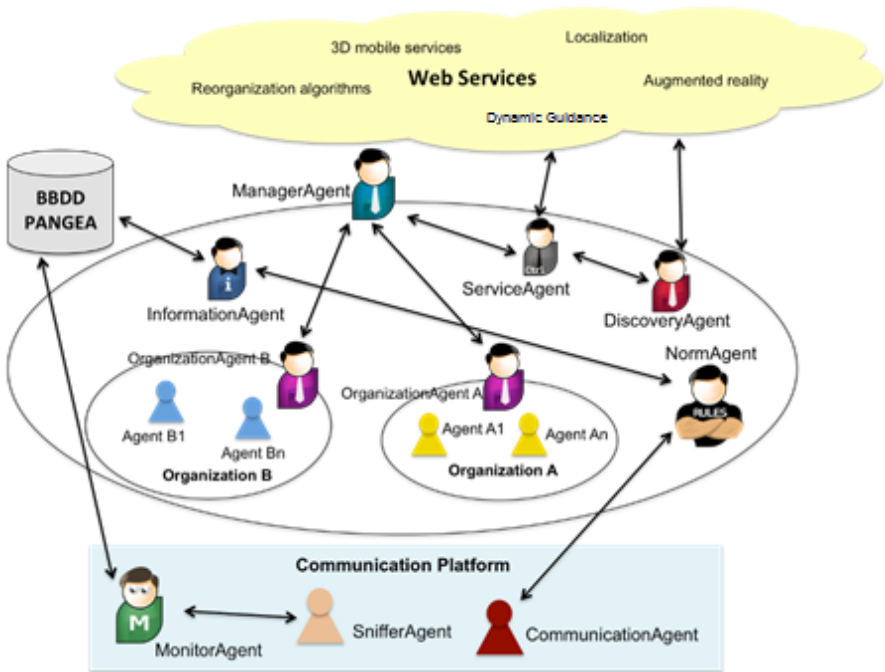 3D mobile services
Localization
Web Services
Reorganization algorithms
Augmented reality
Dynamic Guidance
BBDD
PANGEA
ManagerAgent
Ctrl
ServiceAgent
i
InformationAgent
DiscoveryAgent
NormAgent
RULES
OrganizationAgent B
OrganizationAgent A
Agent B1
Agent Bn
Organization B
Agent A1
Agent An
Organization A
Communication Platform
M
MonitorAgent
SnifferAgent
CommunicationAgent